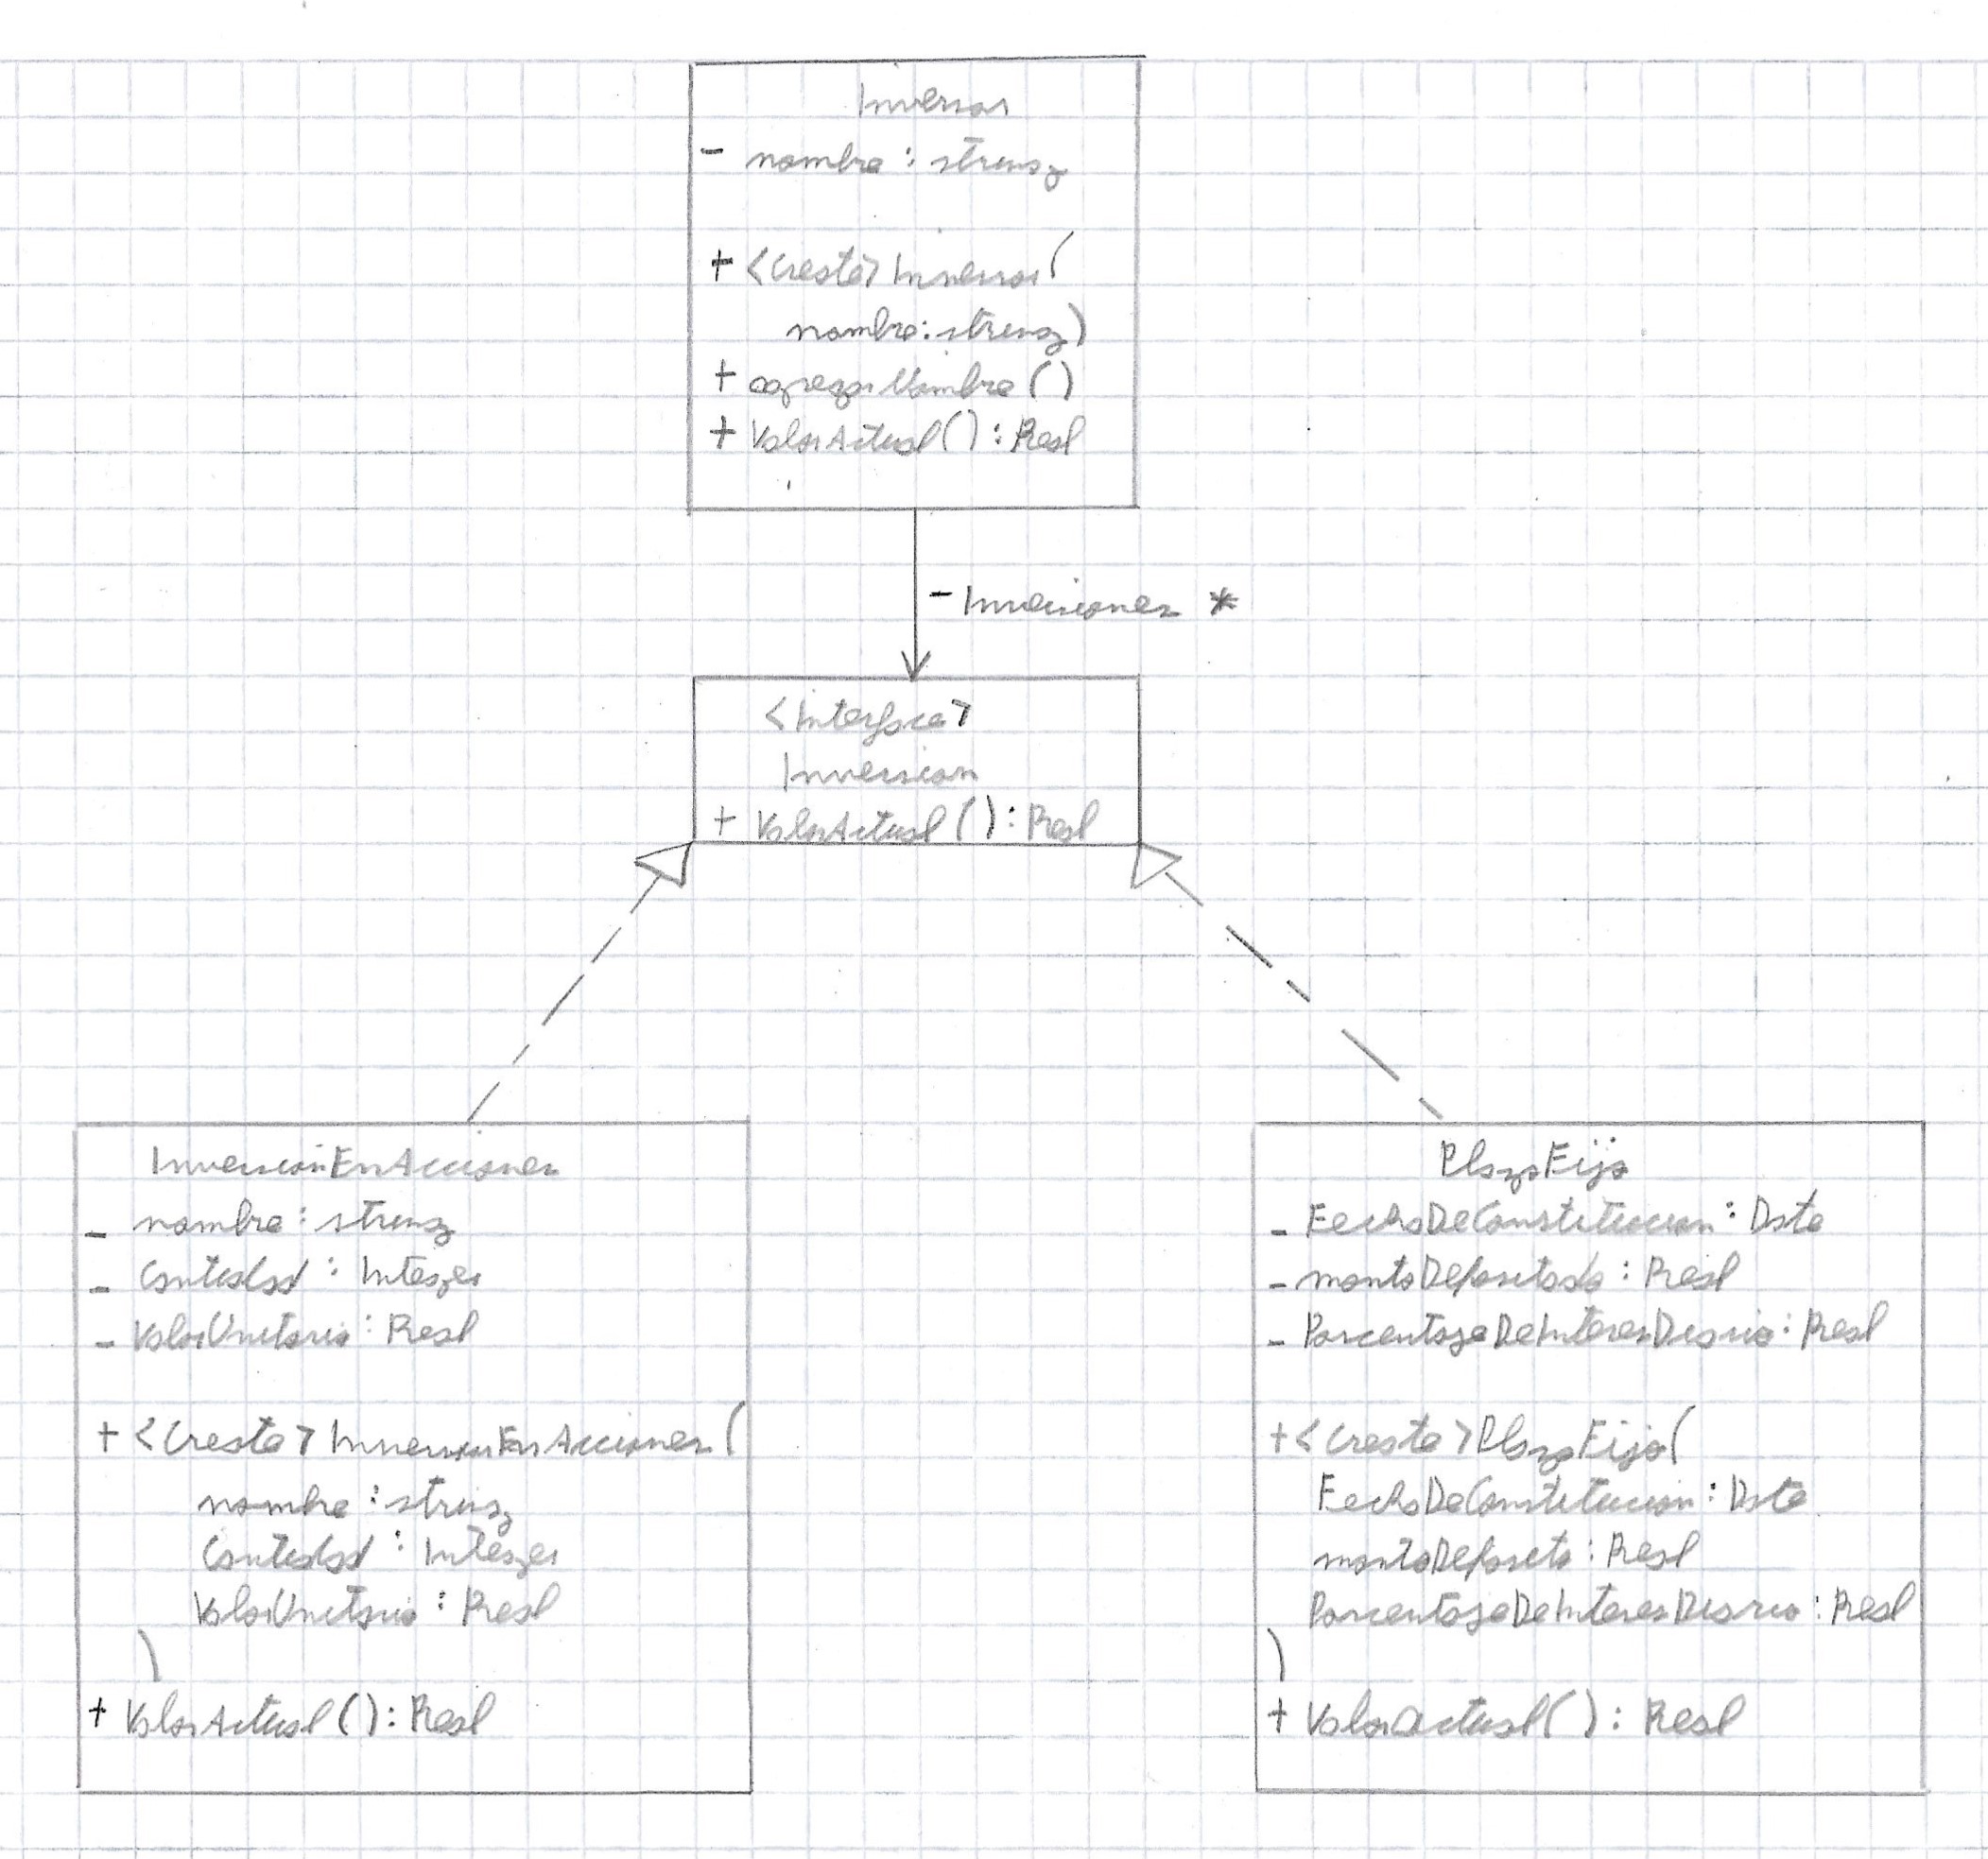 Inversor
- nombre : string
+ <create> Inversor(
nombre: string)
+ agregarNombre ()
+ ValorActual() : Real
- Inversiones *
<Interface>
Inversion
+ ValorActual () : Real
InversionEnAcciones
- nombre : string
- Cantidad : Integer
- ValorUnitario : Real
+ <Create> InversionEnAcciones (
nombre : string
Cantidad : Integer
ValorUnitario : Real
)
+ ValorActual () : Real
PlazoFijo
- FechaDeConstitucion : Date
- montoDepositado : Real
- PorcentajeDeInteresDiario : Real
+ <create> PlazoFijo(
FechaDeConstitucion : Date
montoDeposito : Real
PorcentajeDeInteresDiario : Real
)
+ ValorActual() : Real